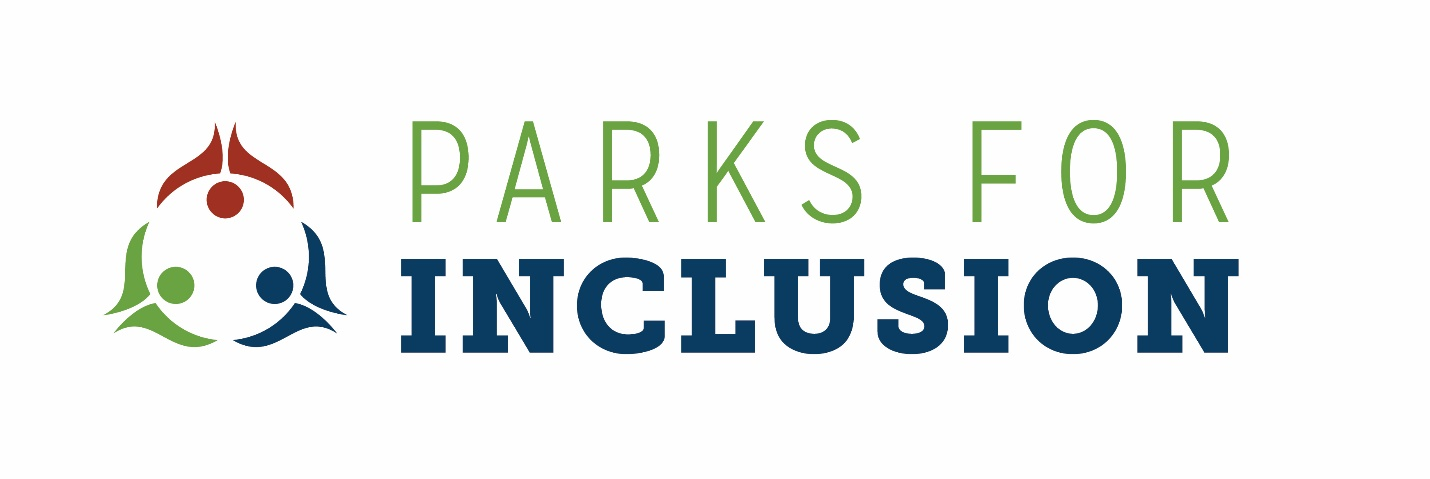 PARKS FOR
INCLUSION